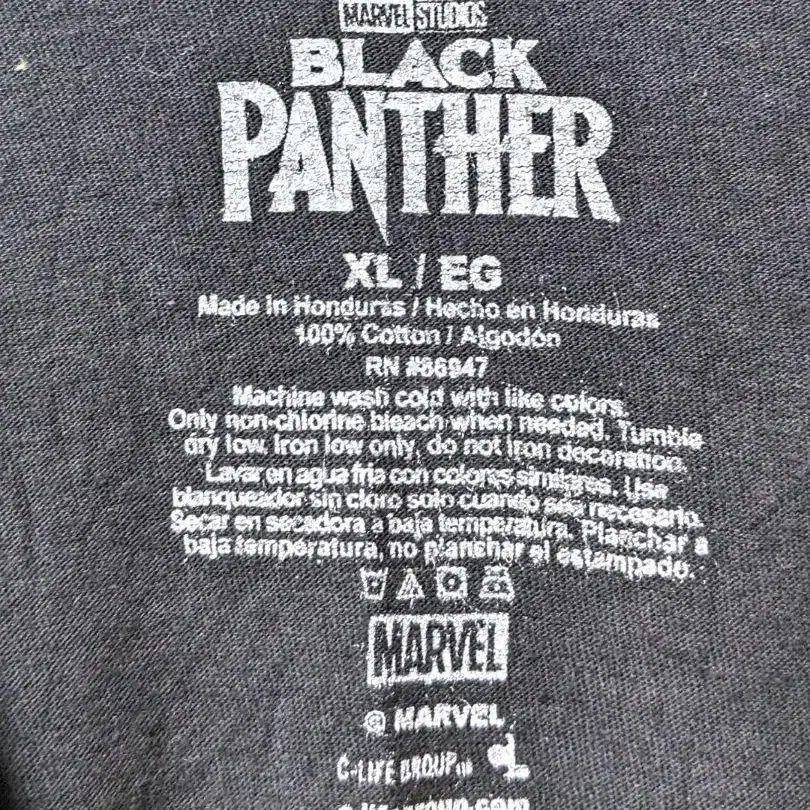 MARVEL STUDIOS
BLACK
PANTHER
XL / EG
Made in Honduras / Hecho en Honduras
100% Cotton / Algodón
RN #86947
Machine wash cold with like colors.
Only non-chlorine bleach when needed. Tumble
dry low. Iron low only, do not iron decoration.
Lavar en agua fria con colores similares. Use
blanqueador sin cloro solo cuando sea necesario.
Secar en secadora a baja temperatura. Planchar a
baja temperatura, no planchar el estampado.
MARVEL
© MARVEL
C-LIFE GROUP